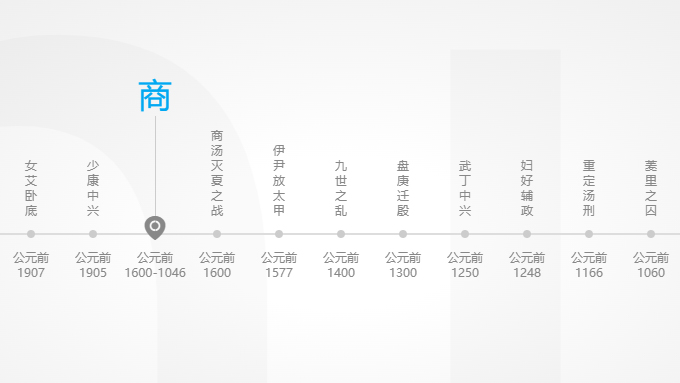 商
女艾卧底
少康中兴
商汤灭夏之战
伊尹放太甲
九世之乱
盘庚迁殷
武丁中兴
妇好辅政
重定汤刑
羑里之囚
公元前
1907
公元前
1905
公元前
1600-1046
公元前
1600
公元前
1577
公元前
1400
公元前
1300
公元前
1250
公元前
1248
公元前
1166
公元前
1060